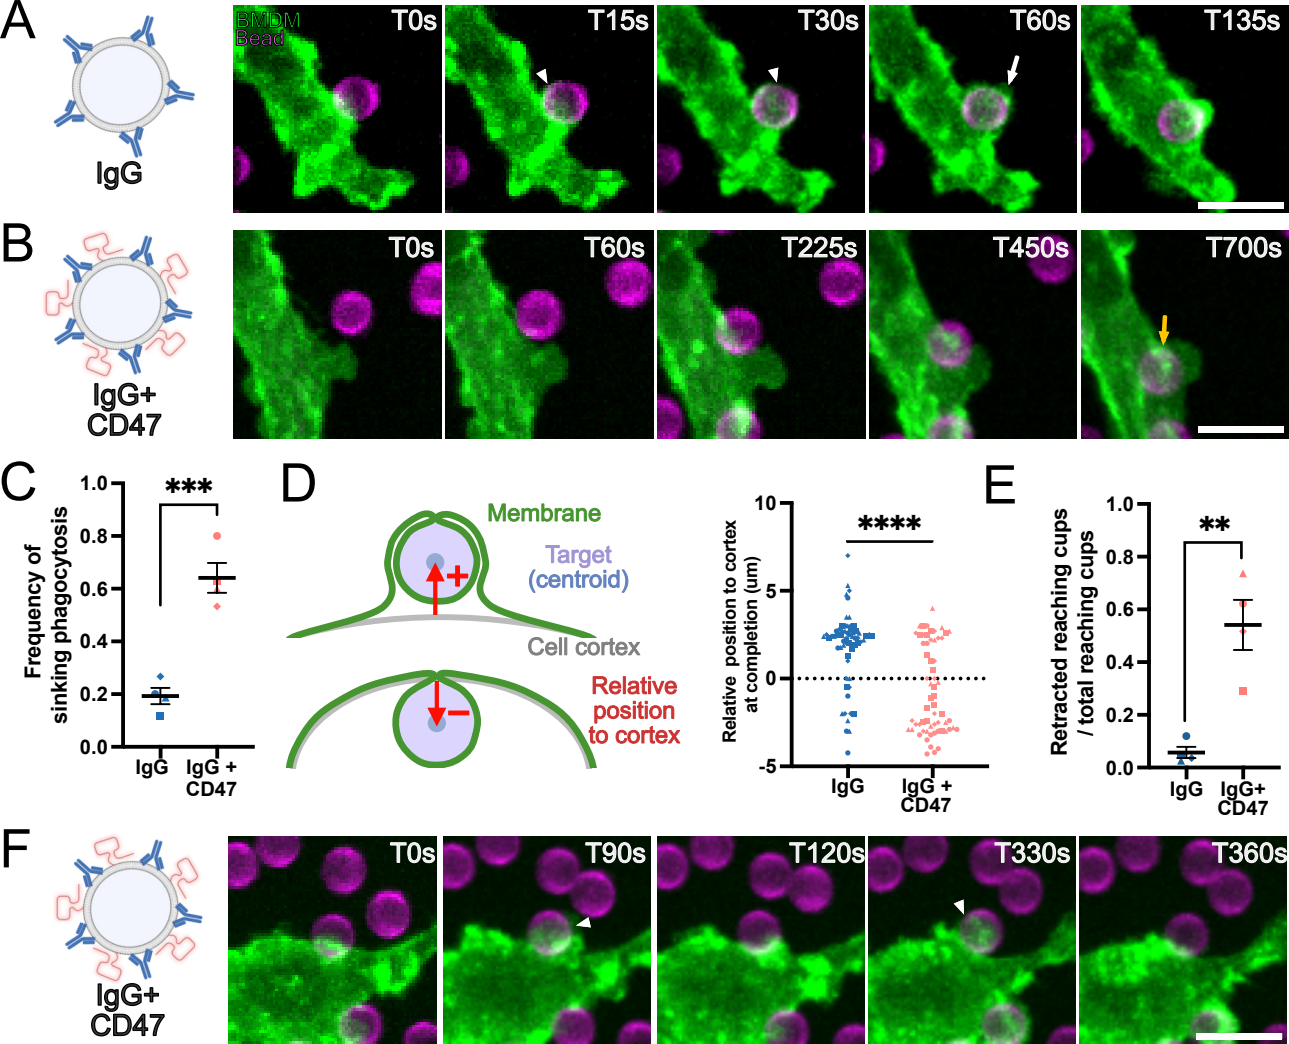 A
IgG
BMDM
Bead
T0s
T15s
T30s
T60s
T135s
B
IgG+
CD47
T0s
T60s
T225s
T450s
T700s
C
Frequency of
sinking phagocytosis
1.0
0.8
0.6
0.4
0.2
0.0
***
IgG
IgG +
CD47
D
Membrane
Target
(centroid)
Cell cortex
Relative
position
to cortex
+
−
Relative position to cortex
at completion (um)
10
5
0
-5
****
IgG
IgG +
CD47
E
Retracted reaching cups
/ total reaching cups
1.0
0.8
0.6
0.4
0.2
0.0
**
IgG
IgG+
CD47
F
IgG+
CD47
T0s
T90s
T120s
T330s
T360s